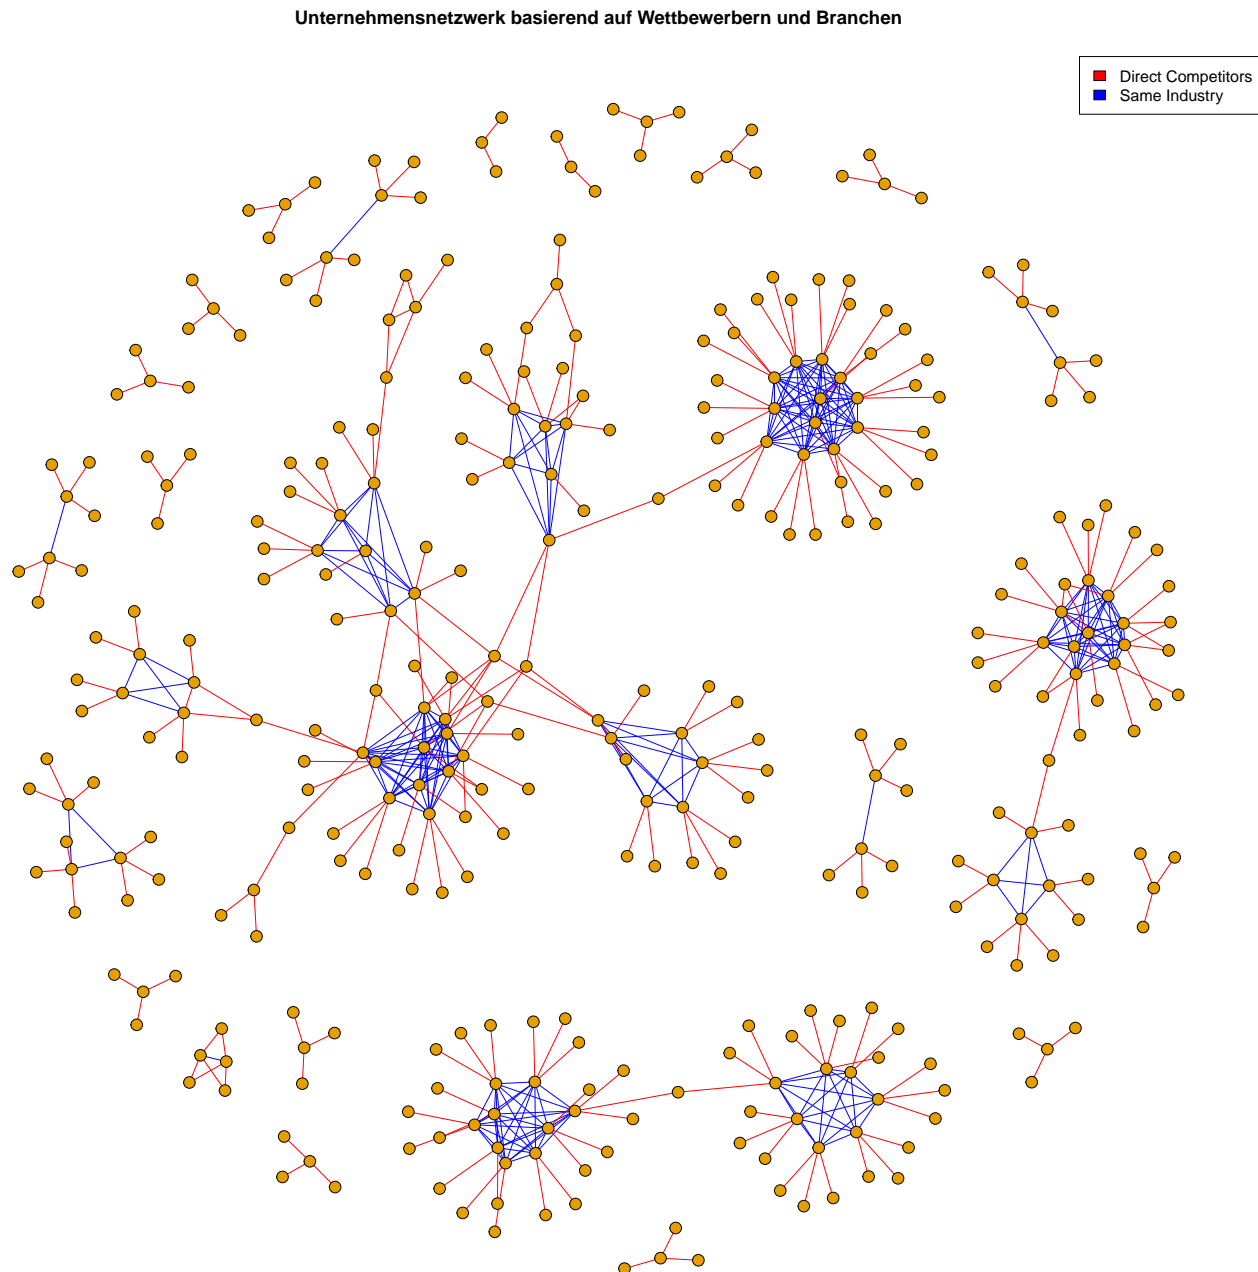 Unternehmensnetzwerk basierend auf Wettbewerbern und Branchen
Direct Competitors
Same Industry